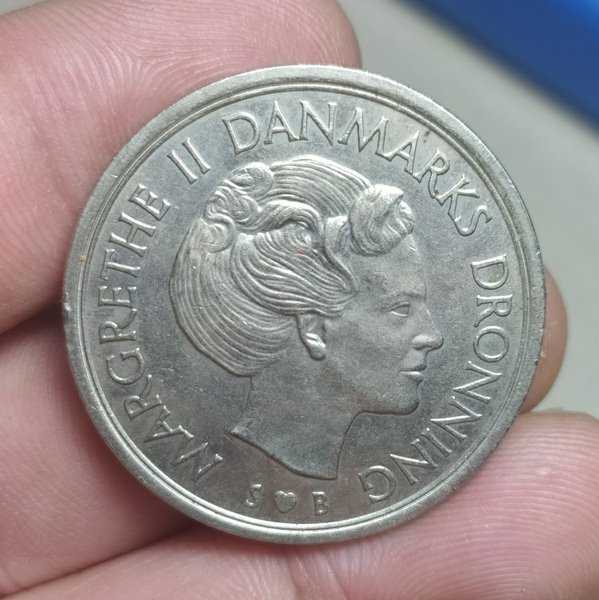 MARGRETHE II DANMARKS DRONNING
S ♥ B